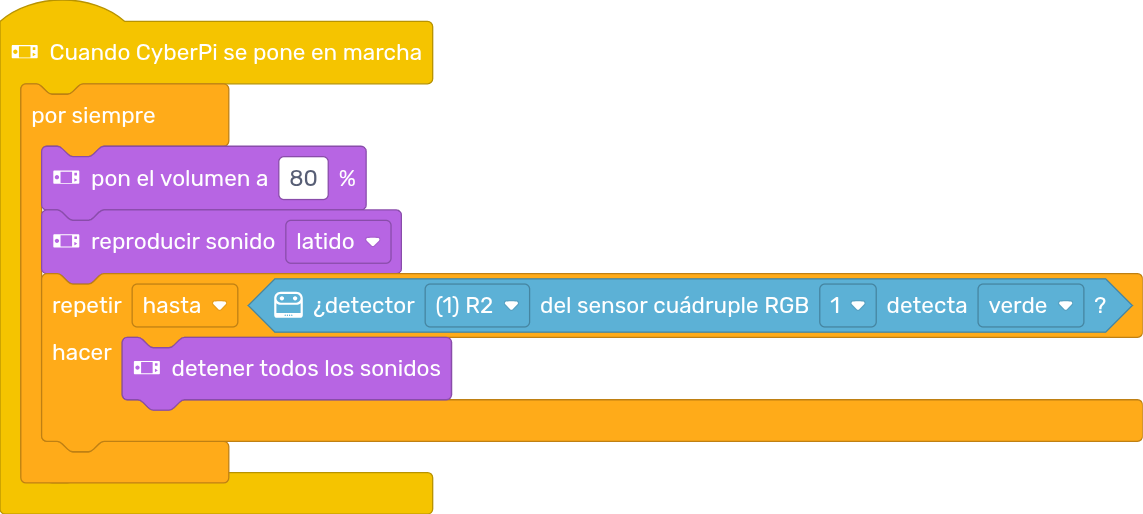 Cuando CyberPi se pone en marcha
por siempre
pon el volumen a 80 %
reproducir sonido latido
repetir hasta ¿detector (1) R2 del sensor cuádruple RGB 1 detecta verde ?
hacer
detener todos los sonidos